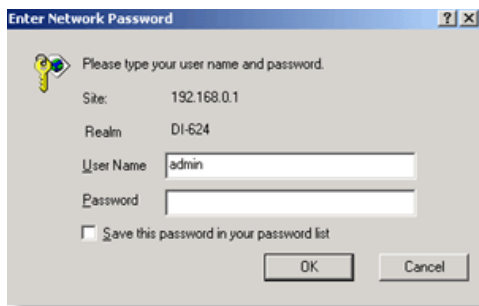 Enter Network Password
Please type your user name and password.
Site: 192.168.0.1
Realm DI-624
User Name admin
Password
Save this password in your password list
OK Cancel